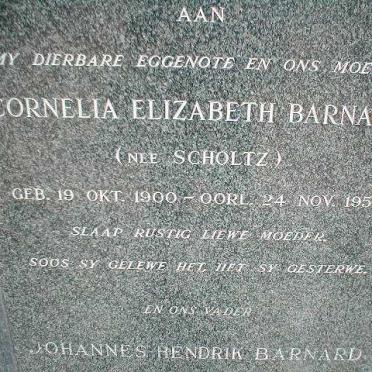 AAN
MY DIERBARE EGGENOTE EN ONS MOE
CORNELIA ELIZABETH BARNA
(NEE SCHOLTZ)
GEB. 19 OKT. 1900 – OORL. 24 NOV. 195
SLAAP RUSTIG LIEWE MOEDER.
SOOS SY GELEWE HET, HET SY GESTERWE.
EN ONS VADER
JOHANNES HENDRIK BARNARD